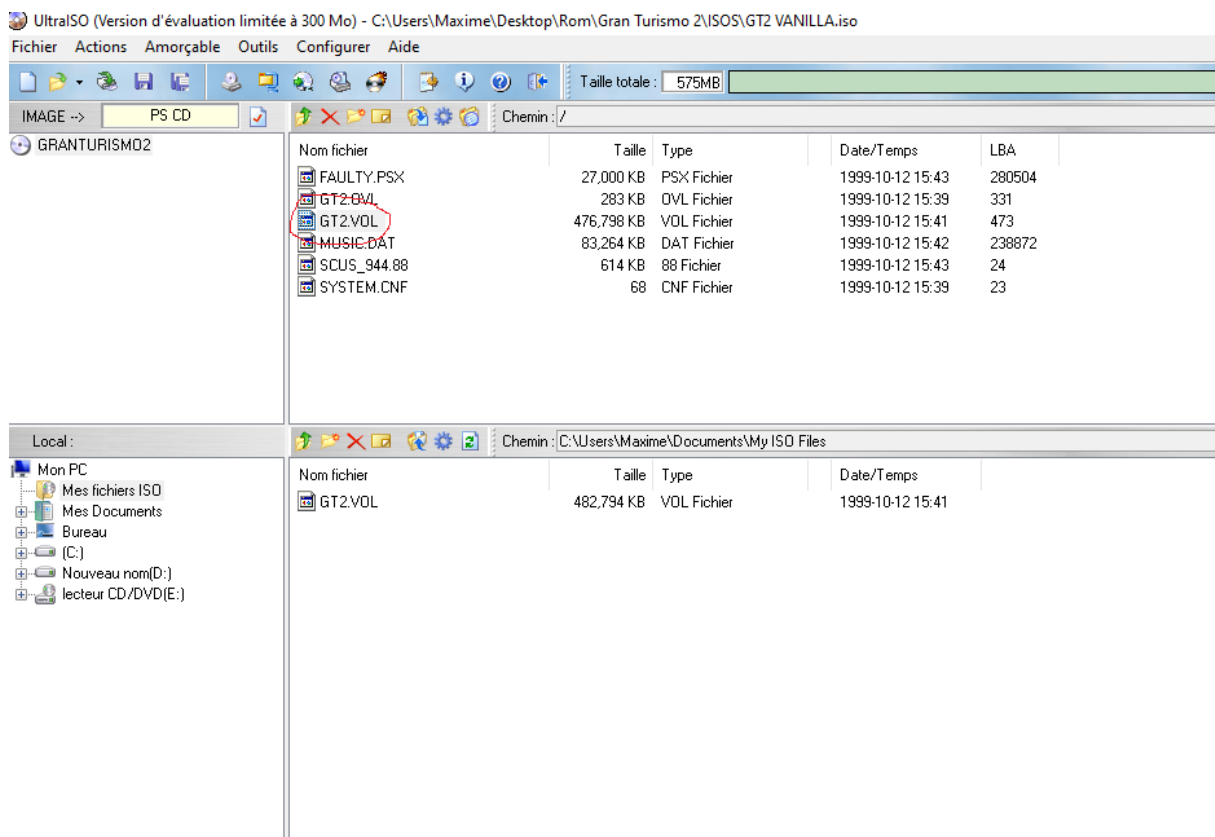 UltraISO (Version d'évaluation limitée à 300 Mo) - C:\Users\Maxime\Desktop\Rom\Gran Turismo 2\ISOS\GT2 VANILLA.iso
Fichier Actions Amorçable Outils Configurer Aide
Taille totale : 575MB
IMAGE --> PS CD Chemin : /
GRANTURISMO2
Nom fichier Taille Type Date/Temps LBA
FAULTY.PSX 27,000 KB PSX Fichier 1999-10-12 15:43 280504
GT2.OVL 283 KB OVL Fichier 1999-10-12 15:39 331
GT2.VOL 476,798 KB VOL Fichier 1999-10-12 15:41 473
MUSIC.DAT 83,264 KB DAT Fichier 1999-10-12 15:42 238872
SCUS_944.88 614 KB 88 Fichier 1999-10-12 15:43 24
SYSTEM.CNF 68 CNF Fichier 1999-10-12 15:39 23
Local : Chemin : C:\Users\Maxime\Documents\My ISO Files
Mon PC
Mes fichiers ISO
Mes Documents
Bureau
(C:)
Nouveau nom(D:)
lecteur CD/DVD(E:)
Nom fichier Taille Type Date/Temps
GT2.VOL 482,794 KB VOL Fichier 1999-10-12 15:41